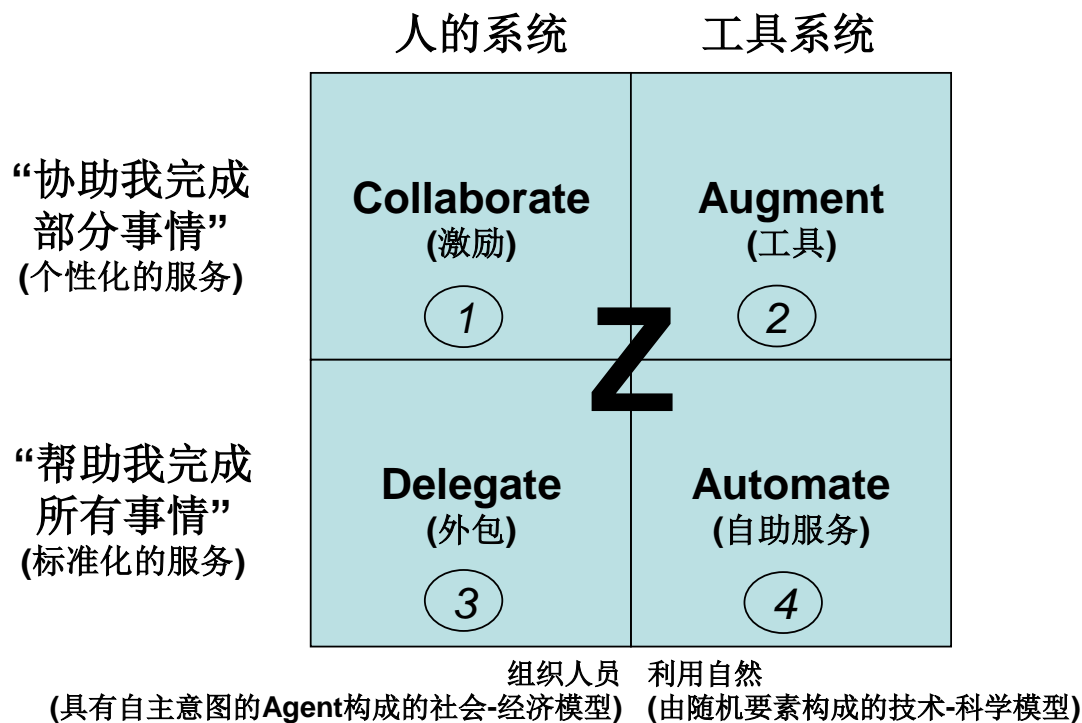 人的系统 工具系统
“协助我完成
部分事情”
(个性化的服务)
Collaborate
(激励)
1
Augment
(工具)
2
Z
“帮助我完成
所有事情”
(标准化的服务)
Delegate
(外包)
3
Automate
(自助服务)
4
组织人员 利用自然
(具有自主意图的Agent构成的社会-经济模型) (由随机要素构成的技术-科学模型)